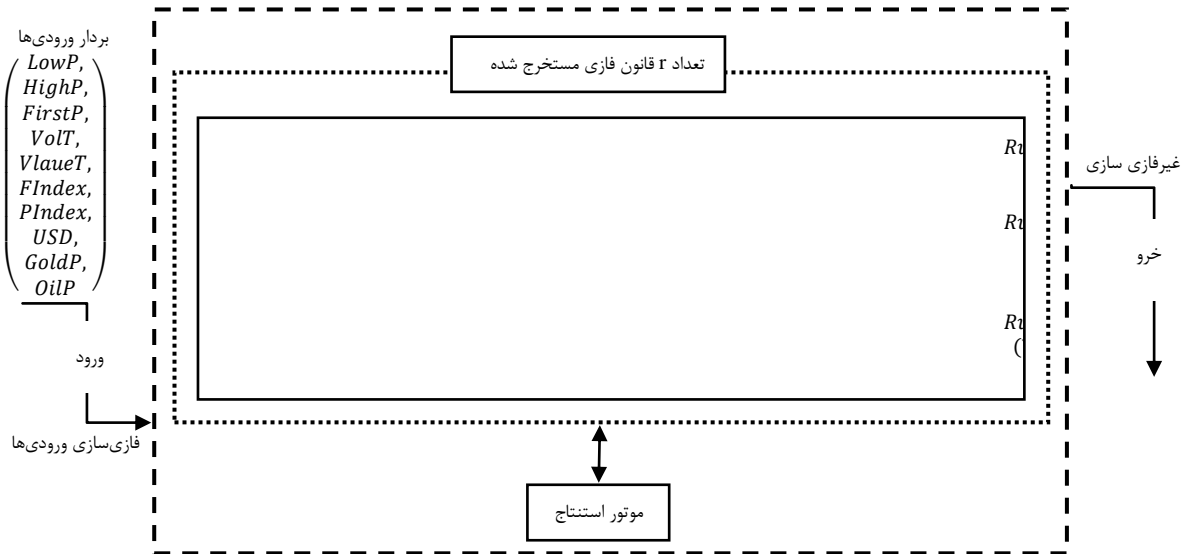 بردار ورودی‌ها
LowP,
HighP,
FirstP,
VolT,
VlaueT,
FIndex,
PIndex,
USD,
GoldP,
OilP
ورود
فازی‌سازی ورودی‌ها
تعداد r قانون فازی مستخرج شده
موتور استنتاج
غیرفازی سازی
خرو